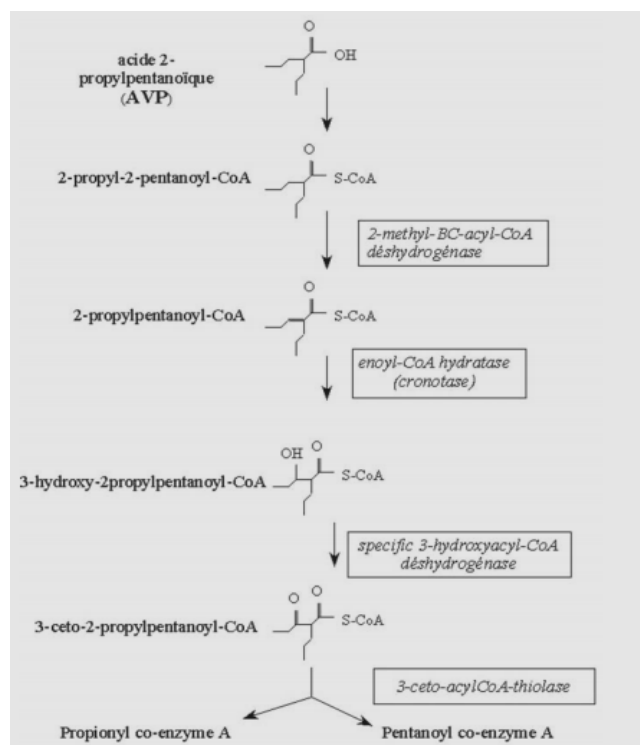 O
OH
acide 2-
propylpentanoïque
(AVP)
O
2-propyl-2-pentanoyl-CoA
S-CoA
2-methyl-BC-acyl-CoA
déshydrogénase
O
2-propylpentanoyl-CoA
S-CoA
enoyl-CoA hydratase
(cronotase)
OH
O
S-CoA
3-hydroxy-2propylpentanoyl-CoA
specific 3-hydroxyacyl-CoA
déshydrogénase
O
O
3-ceto-2-propylpentanoyl-CoA
S-CoA
3-ceto-acylCoA-thiolase
Propionyl co-enzyme A
Pentanoyl co-enzyme A